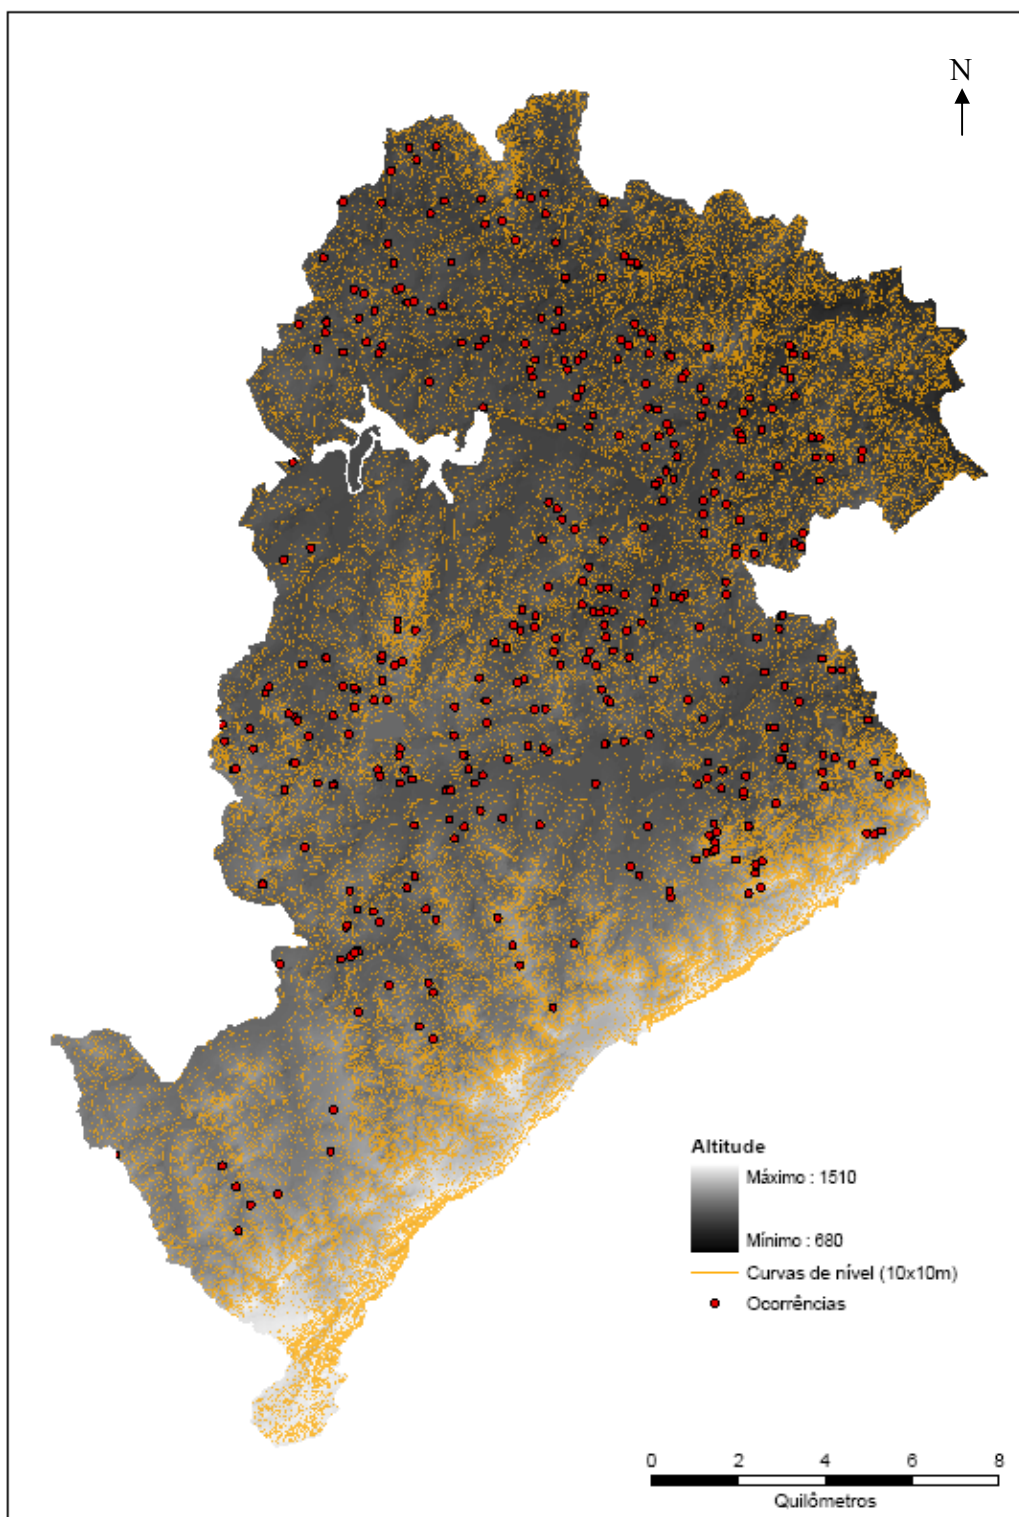 N
Altitude
Máximo : 1510
Mínimo : 680
Curvas de nível (10x10m)
Ocorrências
0 2 4 6 8
Quilômetros